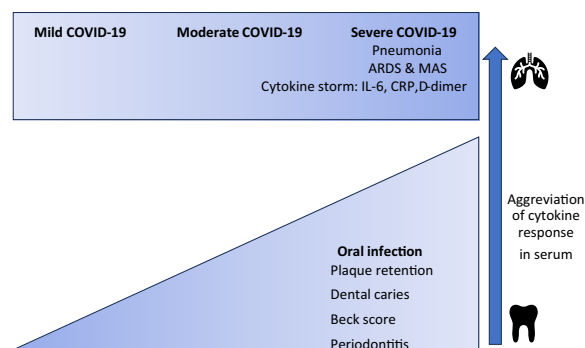 Mild COVID-19
Moderate COVID-19
Severe COVID-19
Pneumonia
ARDS & MAS
Cytokine storm: IL-6, CRP,D-dimer
Aggreviation
of cytokine
response
in serum
Oral infection
Plaque retention
Dental caries
Beck score
Periodontitis